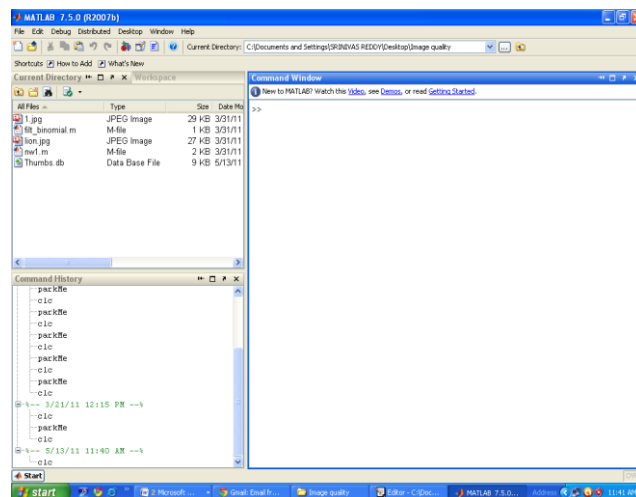 MATLAB 7.5.0 (R2007b)
File Edit Debug Distributed Desktop Window Help
Current Directory: C:\Documents and Settings\SRINIVAS REDDY\Desktop\Image quality
Shortcuts How to Add What's New
Current Directory Workspace
All Files Type Size Date Mo
1.jpg JPEG Image 29 KB 3/31/11
filt_binomial.m M-file 1 KB 3/31/11
lion.jpg JPEG Image 27 KB 3/31/11
nw1.m M-file 2 KB 3/31/11
Thumbs.db Data Base File 9 KB 5/13/11
Command History
parkMe
clc
parkMe
clc
parkMe
clc
parkMe
clc
parkMe
clc
%-- 3/21/11 12:15 PM --%
clc
parkMe
clc
%-- 5/13/11 11:40 AM --%
clc
Command Window
New to MATLAB? Watch this Video, see Demos, or read Getting Started.
>>
Start
start 2 Microsoft ... Gmail: Email fr... Image quality Editor - C:\Doc... MATLAB 7.5.0... Address 11:41 AM